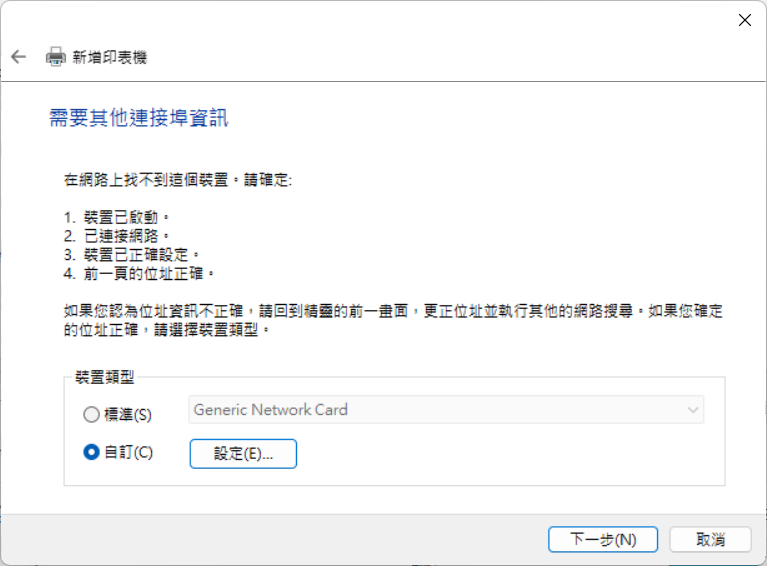 新增印表機
需要其他連接埠資訊
在網路上找不到這個裝置。請確定:
1. 裝置已啟動。
2. 已連接網路。
3. 裝置已正確設定。
4. 前一頁的位址正確。
如果您認為位址資訊不正確，請回到精靈的前一畫面，更正位址並執行其他的網路搜尋。如果您確定
的位址正確，請選擇裝置類型。
裝置類型
標準(S)
Generic Network Card
自訂(C)
設定(E)...
下一步(N)
取消